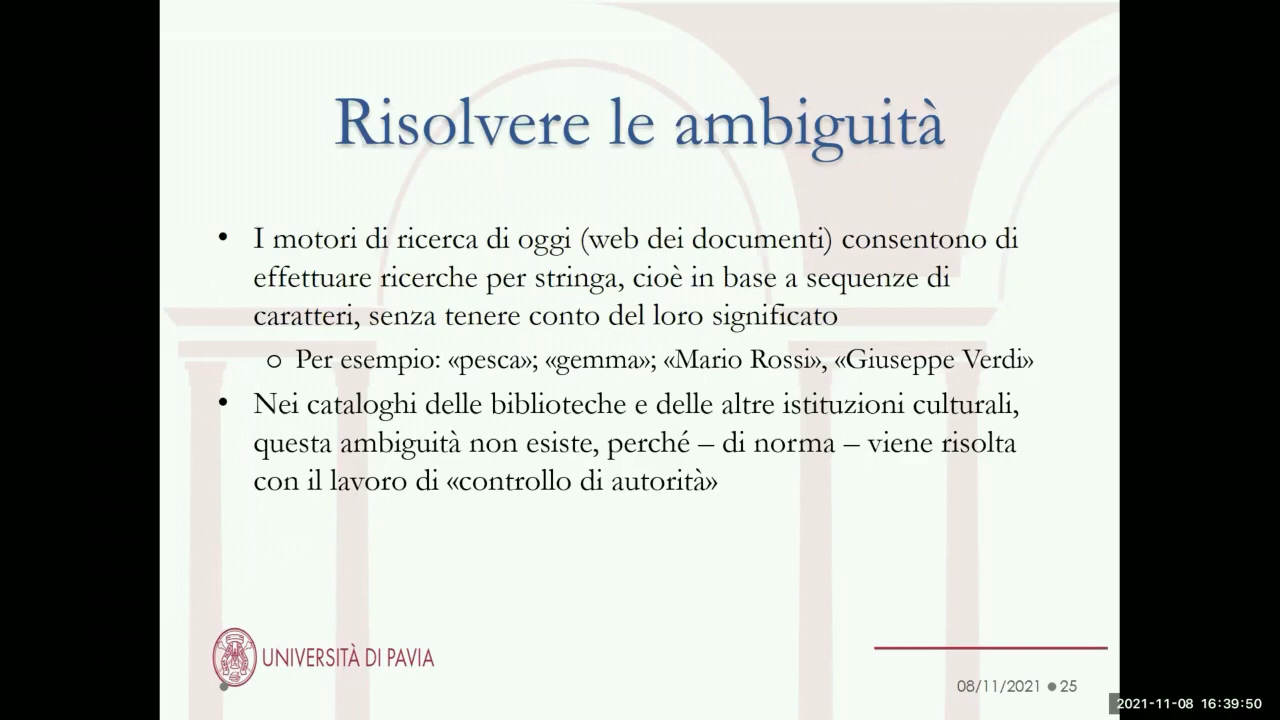 Risolvere le ambiguità
• I motori di ricerca di oggi (web dei documenti) consentono di
effettuare ricerche per stringa, cioè in base a sequenze di
caratteri, senza tenere conto del loro significato
o Per esempio: «pesca»; «gemma»; «Mario Rossi», «Giuseppe Verdi»
• Nei cataloghi delle biblioteche e delle altre istituzioni culturali,
questa ambiguità non esiste, perché – di norma – viene risolta
con il lavoro di «controllo di autorità»
UNIVERSITÀ DI PAVIA
08/11/2021 ● 25
2021-11-08 16:39:50